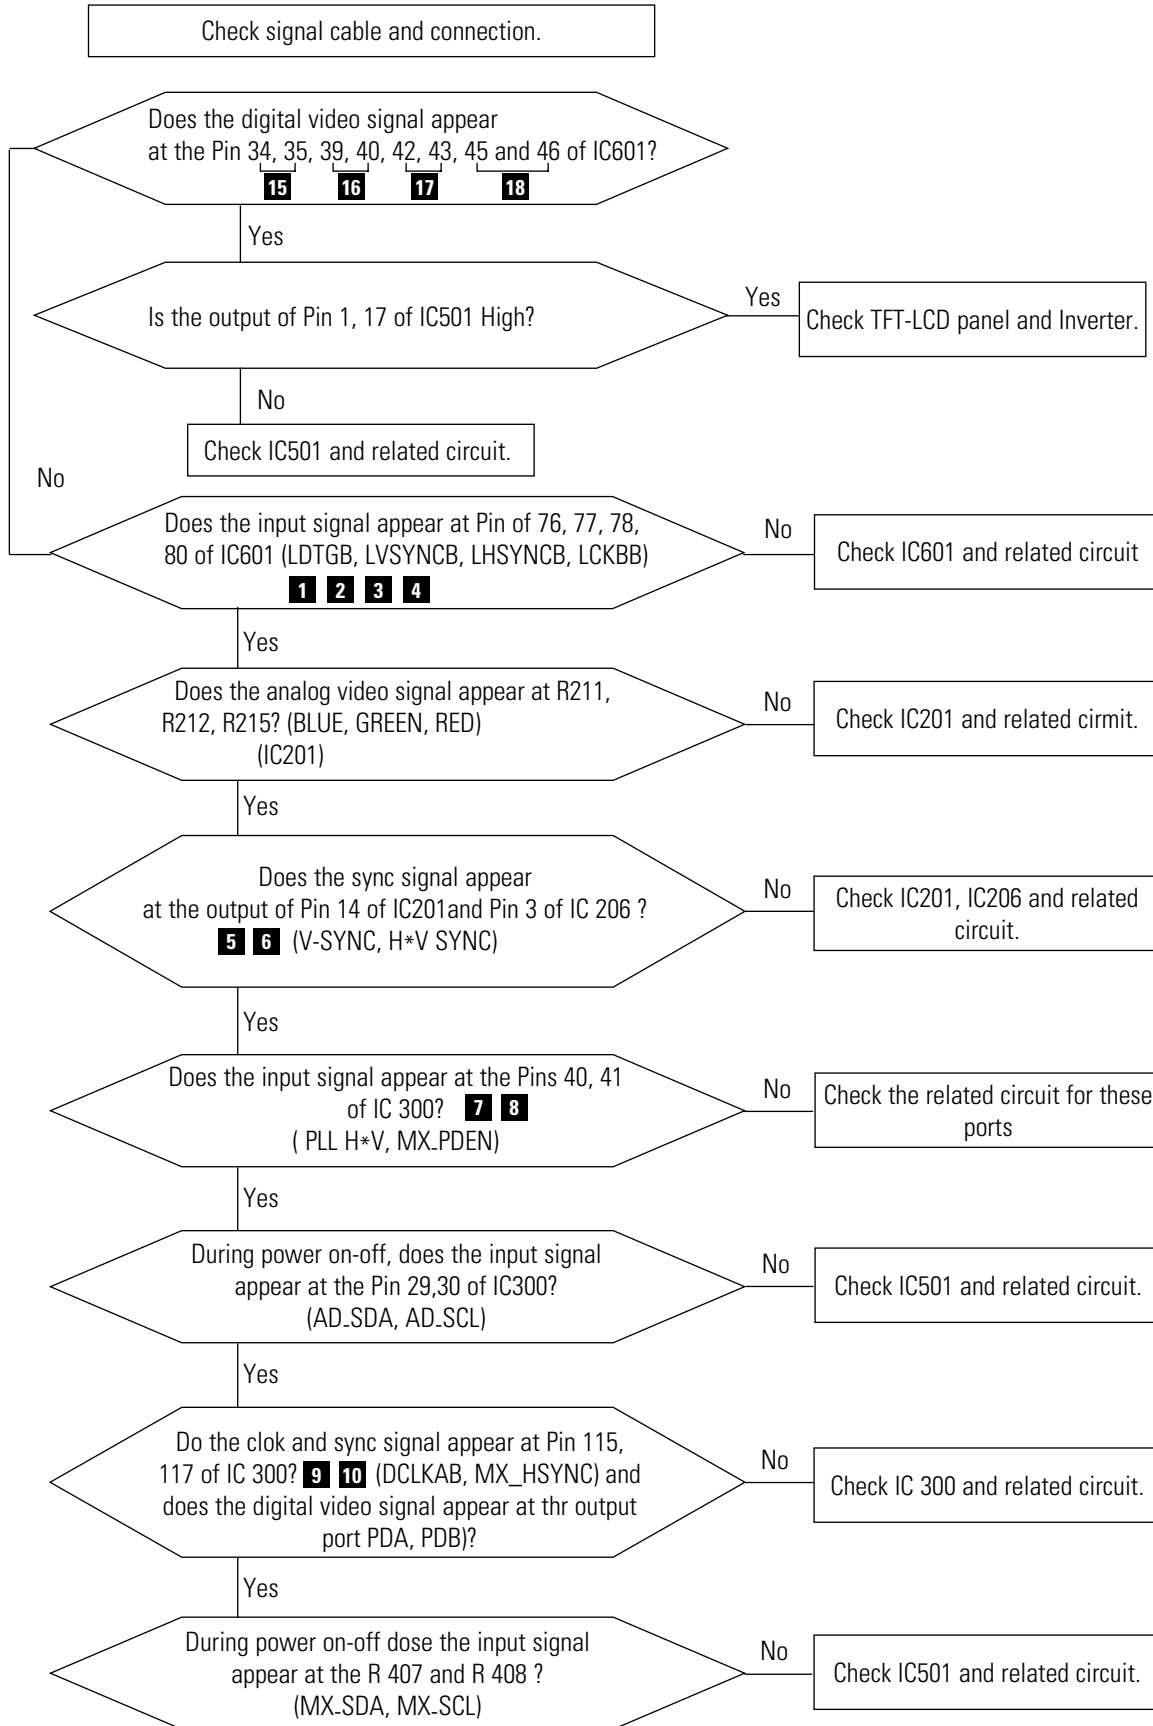 Check signal cable and connection.
Does the digital video signal appear
at the Pin 34, 35, 39, 40, 42, 43, 45 and 46 of IC601?
15 16 17 18
Yes
Is the output of Pin 1, 17 of IC501 High?
Yes
Check TFT-LCD panel and Inverter.
No
Check IC501 and related circuit.
No
Does the input signal appear at Pin of 76, 77, 78,
80 of IC601 (LDTGB, LVSYNCB, LHSYNCB, LCKBB)
1 2 3 4
No
Check IC601 and related circuit
Yes
Does the analog video signal appear at R211,
R212, R215? (BLUE, GREEN, RED)
(IC201)
No
Check IC201 and related cirmit.
Yes
Does the sync signal appear
at the output of Pin 14 of IC201and Pin 3 of IC 206 ?
5 6 (V-SYNC, H*V SYNC)
No
Check IC201, IC206 and related
circuit.
Yes
Does the input signal appear at the Pins 40, 41
of IC 300? 7 8
( PLL H*V, MX-PDEN)
No
Check the related circuit for these
ports
Yes
During power on-off, does the input signal
appear at the Pin 29,30 of IC300?
(AD-SDA, AD-SCL)
No
Check IC501 and related circuit.
Yes
Do the clok and sync signal appear at Pin 115,
117 of IC 300? 9 10 (DCLKAB, MX_HSYNC) and
does the digital video signal appear at thr output
port PDA, PDB)?
No
Check IC 300 and related circuit.
Yes
During power on-off dose the input signal
appear at the R 407 and R 408 ?
(MX-SDA, MX-SCL)
No
Check IC501 and related circuit.